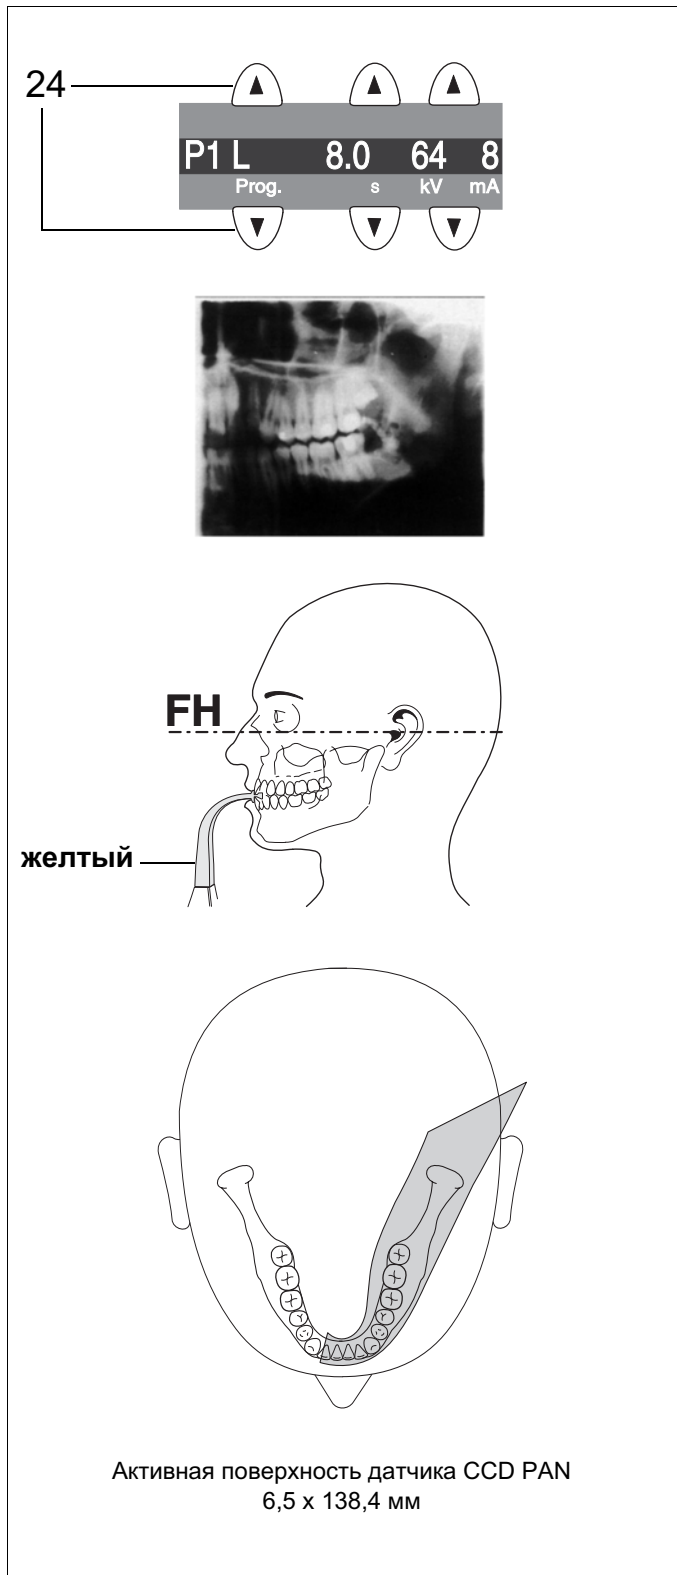 24
P1 L 8.0 64 8
Prog. s kV mA
FH
желтый
Активная поверхность датчика CCD PAN
6,5 x 138,4 мм